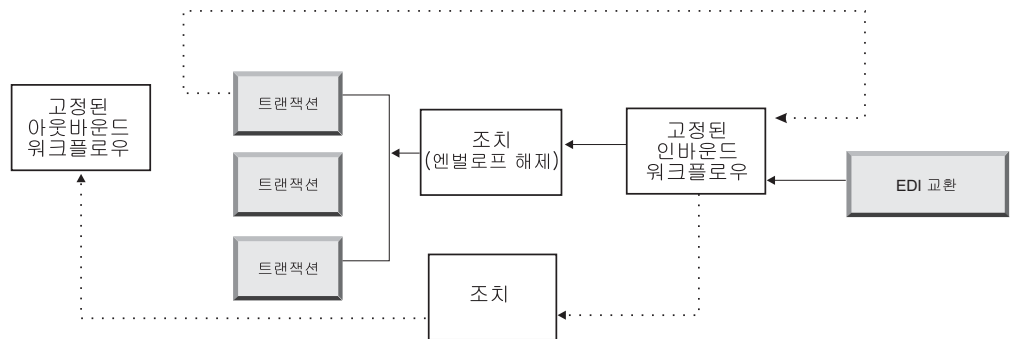 고정된
아웃바운드
워크플로우
트랜잭션
트랜잭션
트랜잭션
조치
(엔벌로프 해제)
조치
고정된
인바운드
워크플로우
EDI 교환